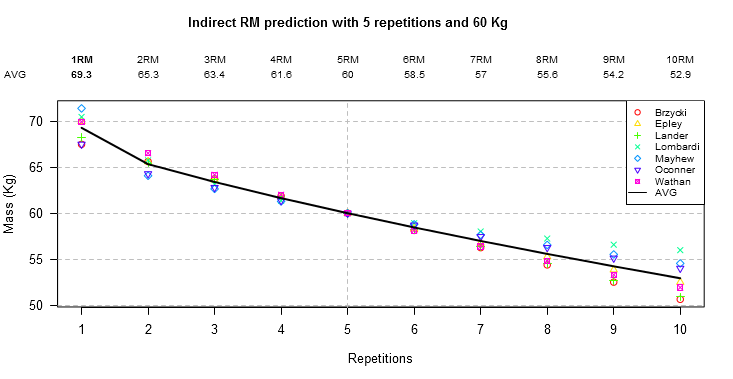 Indirect RM prediction with 5 repetitions and 60 Kg
1RM 2RM 3RM 4RM 5RM 6RM 7RM 8RM 9RM 10RM
AVG 69.3 65.3 63.4 61.6 60 58.5 57 55.6 54.2 52.9
Brzycki
Epley
Lander
Lombardi
Mayhew
Oconner
Wathan
AVG
70
65
60
55
50
Mass (Kg)
1 2 3 4 5 6 7 8 9 10
Repetitions